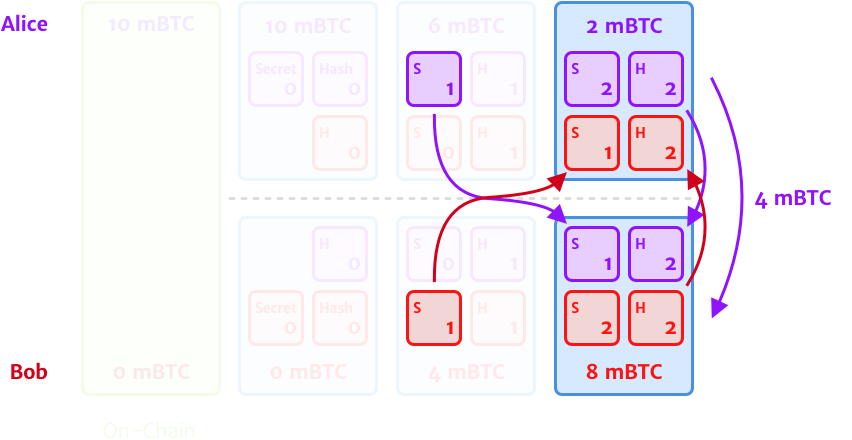 Alice
10 mBTC
10 mBTC
6 mBTC
2 mBTC
Secret 0
Hash 0
S 1
H 1
S 2
H 2
H 0
S 0
H 1
S 1
H 2
4 mBTC
H 0
S 0
H 1
S 1
H 2
Secret 0
Hash 0
S 1
H 1
S 2
H 2
Bob
0 mBTC
0 mBTC
4 mBTC
8 mBTC
On-Chain